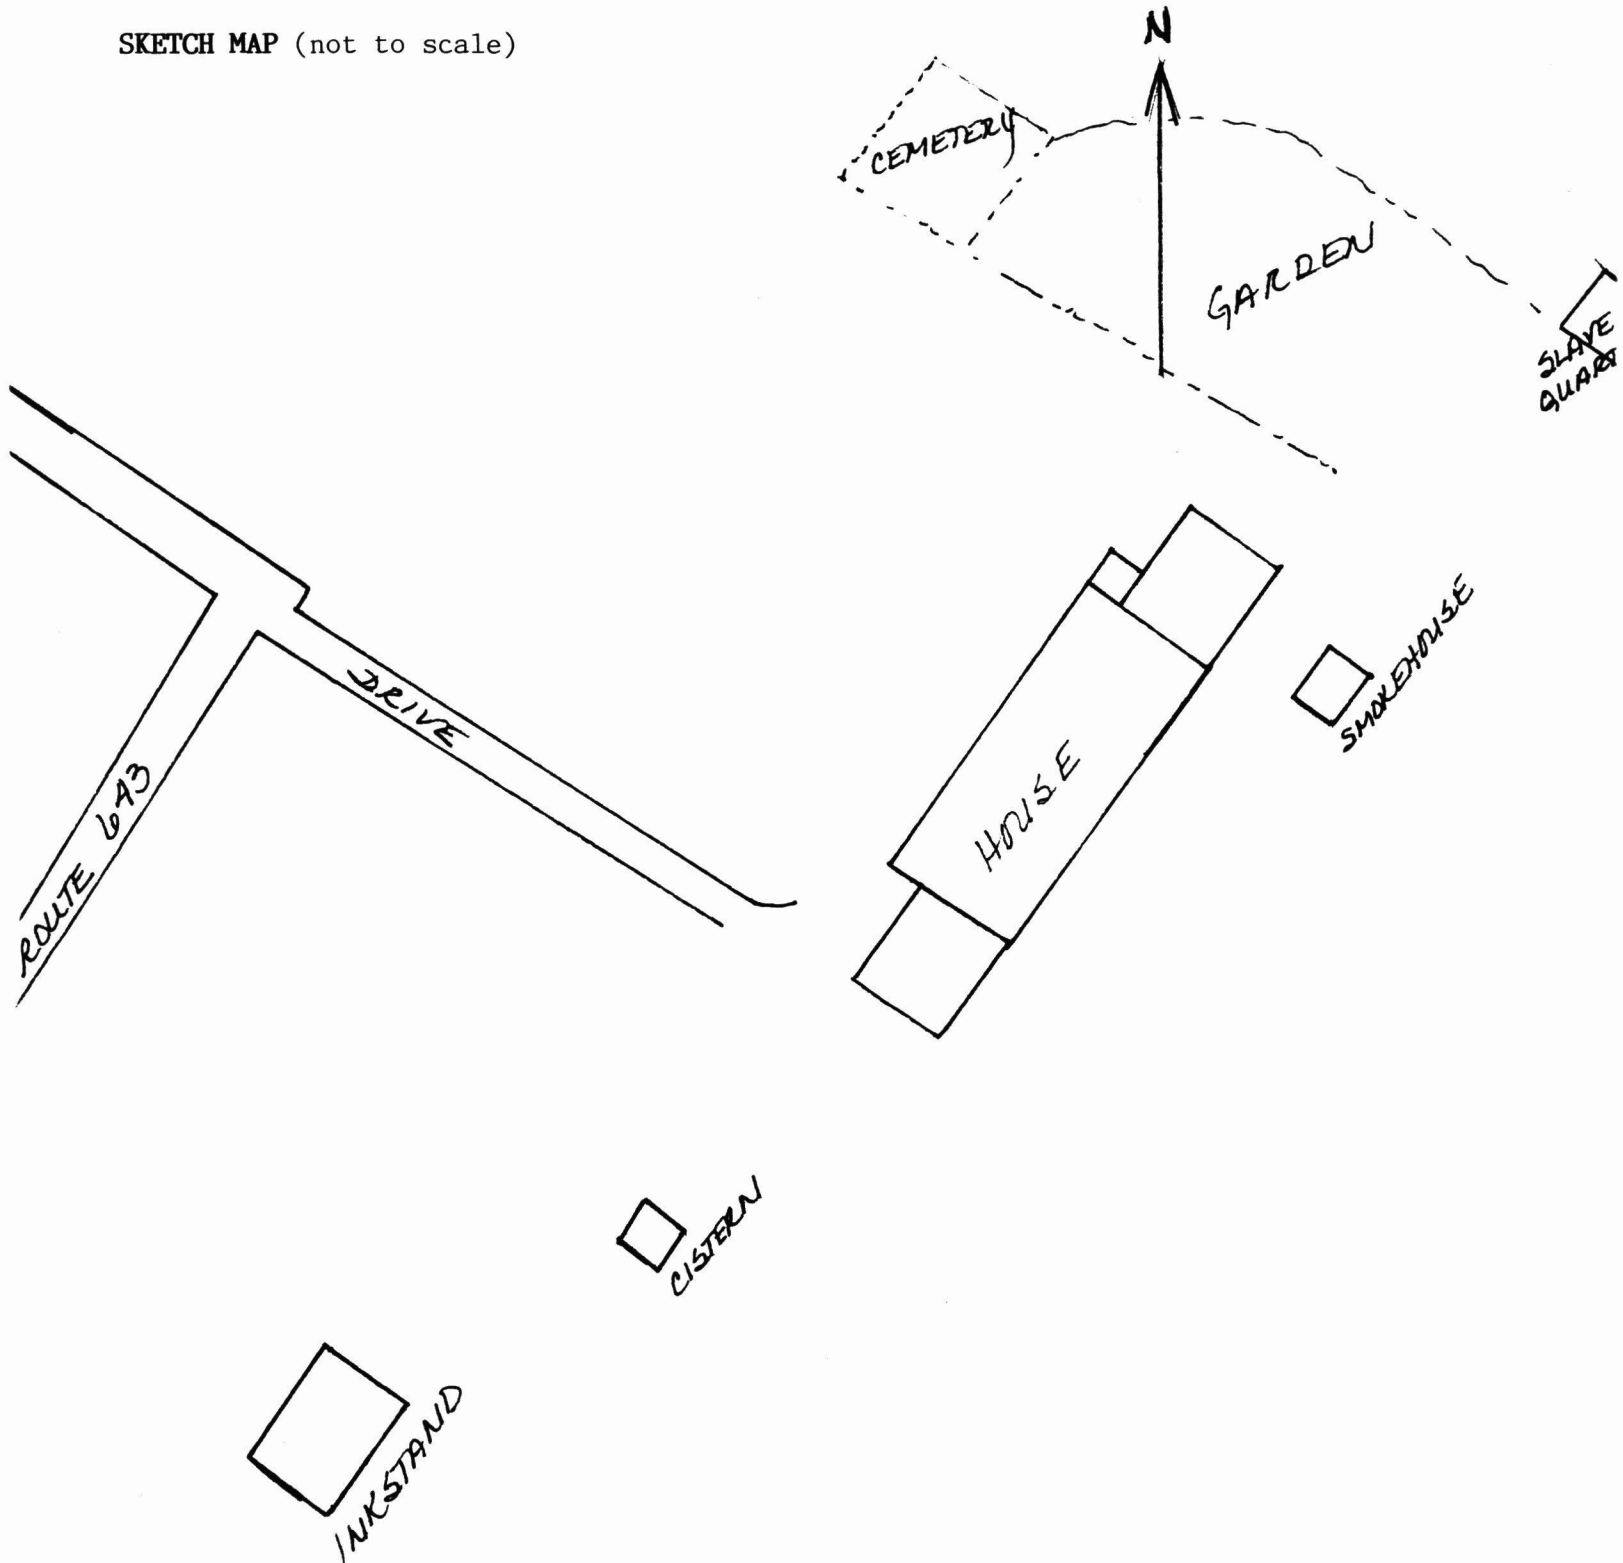 SKETCH MAP (not to scale)
N
CEMETERY
GARDEN
SLAVE
QUART
DRIVE
SMOKEHOUSE
HOUSE
ROUTE 643
CISTERN
INKSTAND